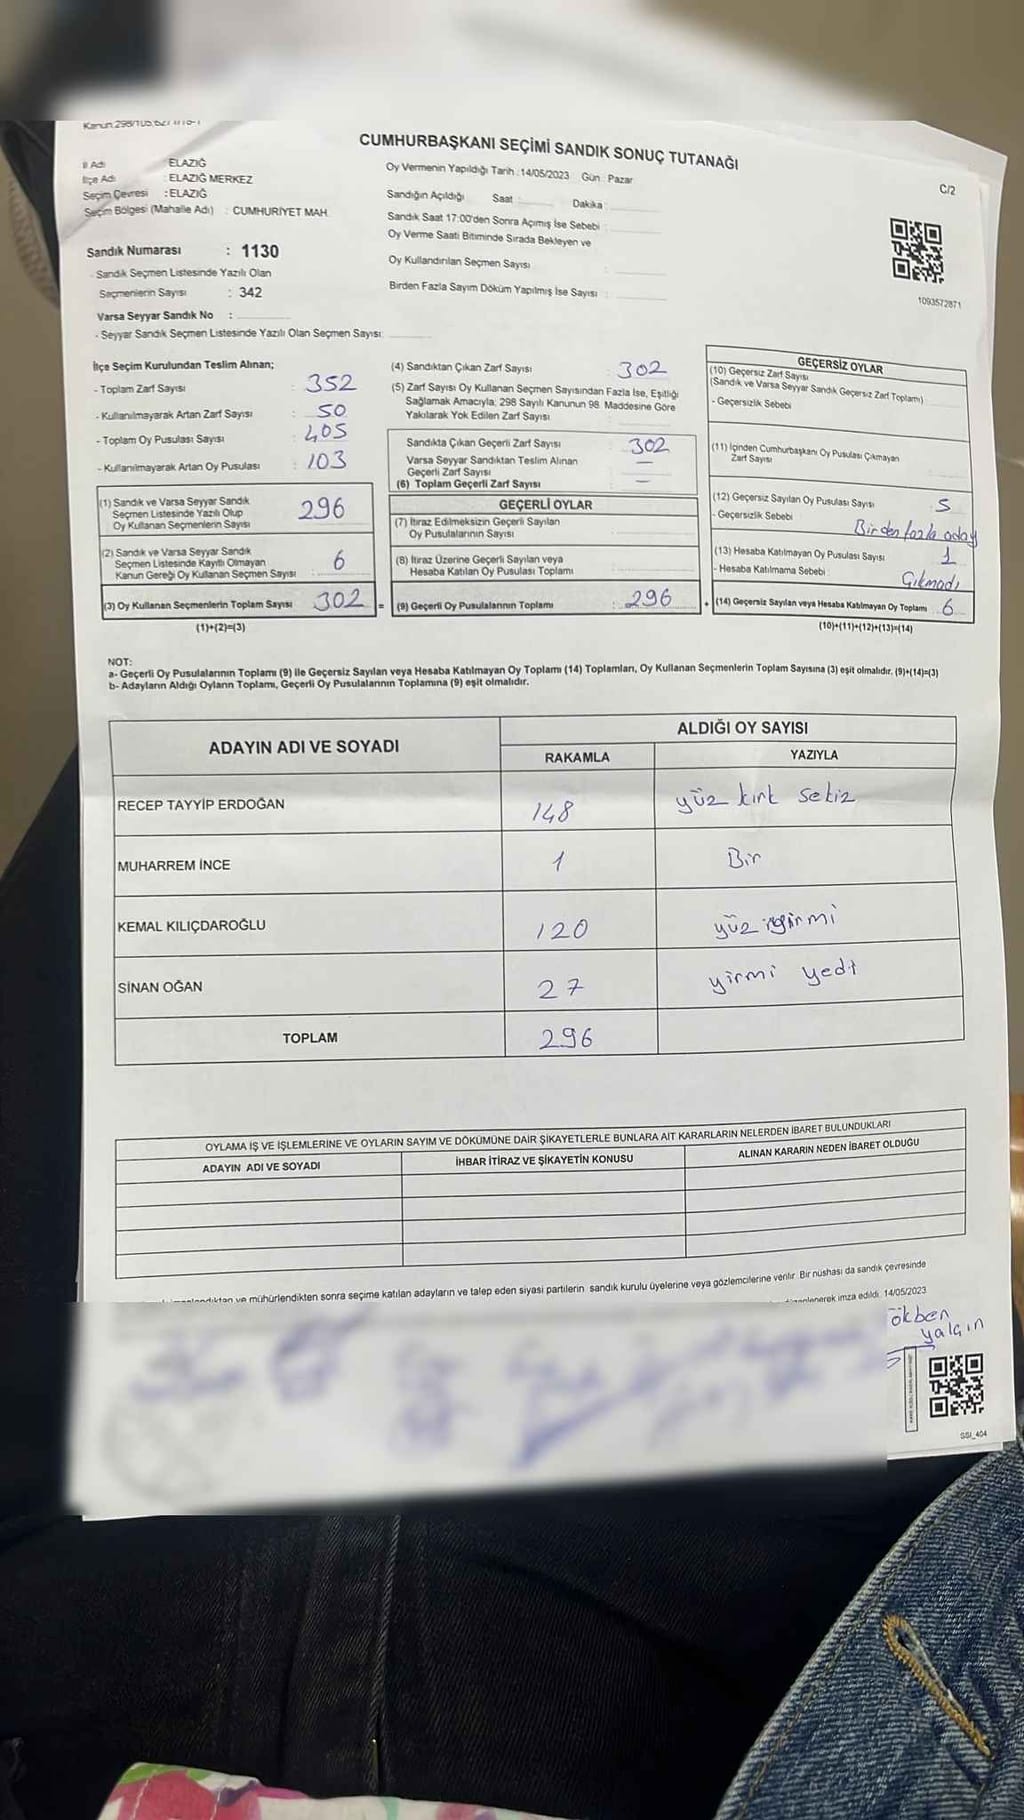 CUMHURBAŞKANI SEÇİMİ SANDIK SONUÇ TUTANAĞI
C/2
İl Adı : ELAZIĞ
İlçe Adı : ELAZIĞ MERKEZ
Seçim Çevresi : ELAZIĞ
Seçim Bölgesi (Mahalle Adı) : CUMHURİYET MAH.
Sandık Numarası : 1130
- Sandık Seçmen Listesinde Yazılı Olan
Seçmenlerin Sayısı : 342
Varsa Seyyar Sandık No :
- Seyyar Sandık Seçmen Listesinde Yazılı Olan Seçmen Sayısı:
Oy Vermenin Yapıldığı Tarih :14/05/2023 Gün : Pazar
Sandığın Açıldığı Saat: Dakika:
Sandık Saat 17:00'den Sonra Açımış İse Sebebi :
Oy Verme Saati Bitiminde Sırada Bekleyen ve
Oy Kullandırılan Seçmen Sayısı :
Birden Fazla Sayım Döküm Yapılmış İse Sayısı :
1093572871
İlçe Seçim Kurulundan Teslim Alınan;
- Toplam Zarf Sayısı : 352
- Kullanılmayarak Artan Zarf Sayısı : 50
- Toplam Oy Pusulası Sayısı : 405
- Kullanılmayarak Artan Oy Pusulası : 103
(1) Sandık ve Varsa Seyyar Sandık
Seçmen Listesinde Yazılı Olup
Oy Kullanan Seçmenlerin Sayısı 296
(2) Sandık ve Varsa Seyyar Sandık
Seçmen Listesinde Kayıtlı Olmayan
Kanun Gereği Oy Kullanan Seçmen Sayısı 6
(3) Oy Kullanan Seçmenlerin Toplam Sayısı 302 =
(1)+(2)=(3)
(4) Sandıktan Çıkan Zarf Sayısı : 302
(5) Zarf Sayısı Oy Kullanan Seçmen Sayısından Fazla İse, Eşitliği
Sağlamak Amacıyla; 298 Sayılı Kanunun 98. Maddesine Göre
Yakılarak Yok Edilen Zarf Sayısı
Sandıkta Çıkan Geçerli Zarf Sayısı : 302
Varsa Seyyar Sandıktan Teslim Alınan
Geçerli Zarf Sayısı : —
(6) Toplam Geçerli Zarf Sayısı : —
GEÇERLİ OYLAR
(7) İtiraz Edilmeksizin Geçerli Sayılan
Oy Pusulalarının Sayısı
(8) İtiraz Üzerine Geçerli Sayılan veya
Hesaba Katılan Oy Pusulası Toplamı
(9) Geçerli Oy Pusulalarının Toplamı : 296 +
GEÇERSİZ OYLAR
(10) Geçersiz Zarf Sayısı
(Sandık ve Varsa Seyyar Sandık Geçersiz Zarf Toplamı)
- Geçersizlik Sebebi
(11) İçinden Cumhurbaşkanı Oy Pusulası Çıkmayan
Zarf Sayısı
(12) Geçersiz Sayılan Oy Pusulası Sayısı 5
- Geçersizlik Sebebi Birden fazla aday
(13) Hesaba Katılmayan Oy Pusulası Sayısı 1
- Hesaba Katılmama Sebebi : Çıkmadı
(14) Geçersiz Sayılan veya Hesaba Katılmayan Oy Toplamı 6
(10)+(11)+(12)+(13)=(14)
NOT:
a- Geçerli Oy Pusulalarının Toplamı (9) ile Geçersiz Sayılan veya Hesaba Katılmayan Oy Toplamı (14) Toplamları, Oy Kullanan Seçmenlerin Toplam Sayısına (3) eşit olmalıdır. (9)+(14)=(3)
b- Adayların Aldığı Oyların Toplamı, Geçerli Oy Pusulalarının Toplamına (9) eşit olmalıdır.
ADAYIN ADI VE SOYADI ALDIĞI OY SAYISI
RAKAMLA YAZIYLA
RECEP TAYYİP ERDOĞAN 148 yüz kırk sekiz
MUHARREM İNCE 1 Bir
KEMAL KILIÇDAROĞLU 120 yüz yirmi
SİNAN OĞAN 27 yirmi yedi
TOPLAM 296
OYLAMA İŞ VE İŞLEMLERİNE VE OYLARIN SAYIM VE DÖKÜMÜNE DAİR ŞİKAYETLERLE BUNLARA AİT KARARLARIN NELERDEN İBARET BULUNDUKLARI
ADAYIN ADI VE SOYADI İHBAR İTİRAZ VE ŞİKAYETİN KONUSU ALINAN KARARIN NEDEN İBARET OLDUĞU
ve mühürlendikten sonra seçime katılan adayların ve talep eden siyasi partilerin sandık kurulu üyelerine veya gözlemcilerine verilir. Bir nüshası da sandık çevresinde
imza edildi. 14/05/2023
ökben
yalçın
GSI_404